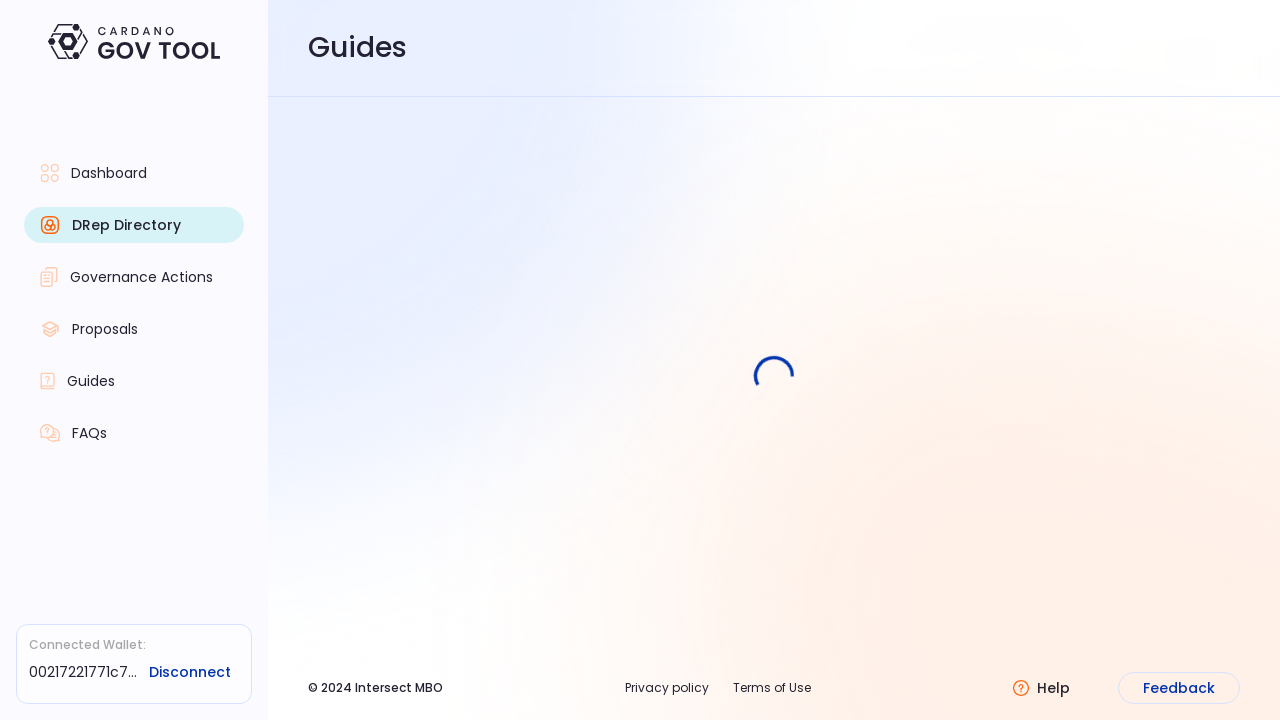 CARDANO
GOV TOOL
Guides
Dashboard
DRep Directory
Governance Actions
Proposals
Guides
FAQs
Connected Wallet:
00217221771c7... Disconnect
© 2024 Intersect MBO
Privacy policy
Terms of Use
Help
Feedback